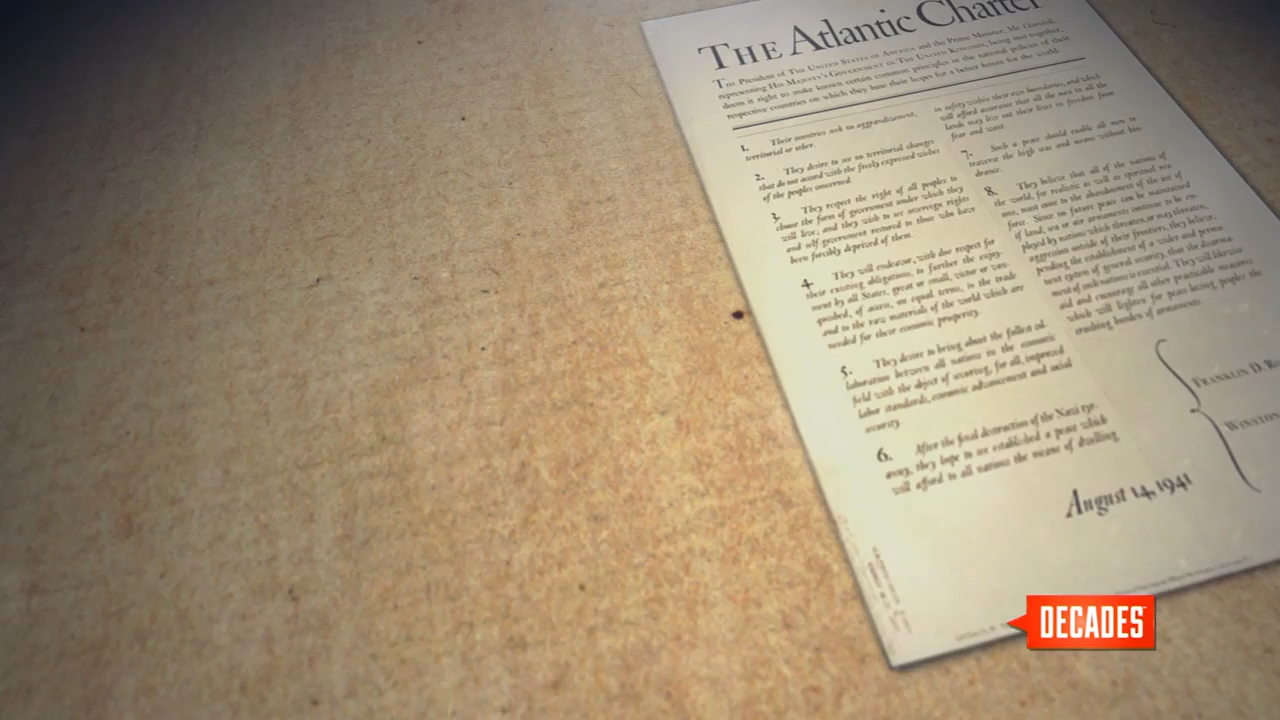 THE Atlantic Charter
THE President of THE UNITED STATES OF AMERICA and the Prime Minister, Mr. Churchill,
representing HIS MAJESTY'S GOVERNMENT IN THE UNITED KINGDOM, being met together,
deem it right to make known certain common principles in the national policies of their
respective countries on which they base their hopes for a better future for the world.
1. Their countries seek no aggrandizement,
territorial or other.
2. They desire to see no territorial changes
that do not accord with the freely expressed wishes
of the peoples concerned.
3. They respect the right of all peoples to
choose the form of government under which they
will live; and they wish to see sovereign rights
and self government restored to those who have
been forcibly deprived of them.
4. They will endeavor, with due respect for
their existing obligations, to further the enjoy-
ment by all States, great or small, victor or van-
quished, of access, on equal terms, to the trade
and to the raw materials of the world which are
needed for their economic prosperity.
5. They desire to bring about the fullest col-
laboration between all nations in the economic
field with the object of securing, for all, improved
labor standards, economic advancement and social
security.
6. After the final destruction of the Nazi tyr-
anny, they hope to see established a peace which
will afford to all nations the means of dwelling
in safety within their own boundaries, and which
will afford assurance that all the men in all the
lands may live out their lives in freedom from
fear and want.
7. Such a peace should enable all men to
traverse the high seas and oceans without hin-
drance.
8. They believe that all of the nations of
the world, for realistic as well as spiritual rea-
sons, must come to the abandonment of the use of
force. Since no future peace can be maintained
if land, sea or air armaments continue to be em-
ployed by nations which threaten, or may threaten,
aggression outside of their frontiers, they believe,
pending the establishment of a wider and perma-
nent system of general security, that the disarma-
ment of such nations is essential. They will likewise
aid and encourage all other practicable measures
which will lighten for peace-loving peoples the
crushing burden of armaments.
FRANKLIN D. RO
WINSTON
August 14, 1941
DECADES